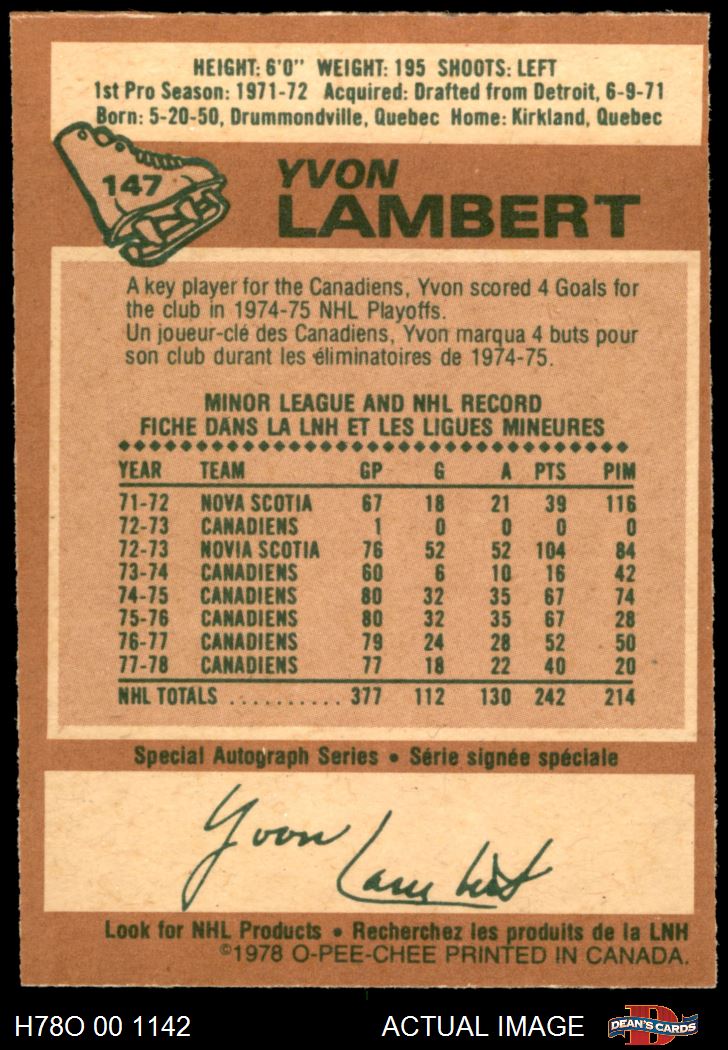 HEIGHT: 6'0" WEIGHT: 195 SHOOTS: LEFT
1st Pro Season: 1971-72 Acquired: Drafted from Detroit, 6-9-71
Born: 5-20-50, Drummondville, Quebec Home: Kirkland, Quebec
147
YVON
LAMBERT
A key player for the Canadiens, Yvon scored 4 Goals for
the club in 1974-75 NHL Playoffs.
Un joueur-clé des Canadiens, Yvon marqua 4 buts pour
son club durant les éliminatoires de 1974-75.
MINOR LEAGUE AND NHL RECORD
FICHE DANS LA LNH ET LES LIGUES MINEURES
YEAR TEAM GP G A PTS PIM
71-72 NOVA SCOTIA 67 18 21 39 116
72-73 CANADIENS 1 0 0 0 0
72-73 NOVIA SCOTIA 76 52 52 104 84
73-74 CANADIENS 60 6 10 16 42
74-75 CANADIENS 80 32 35 67 74
75-76 CANADIENS 80 32 35 67 28
76-77 CANADIENS 79 24 28 52 50
77-78 CANADIENS 77 18 22 40 20
NHL TOTALS .......... 377 112 130 242 214
Special Autograph Series • Série signée spéciale
Yvon Lambert
Look for NHL Products • Recherchez les produits de la LNH
©1978 O-PEE-CHEE PRINTED IN CANADA.
H78O 00 1142 ACTUAL IMAGE DEAN'S CARDS